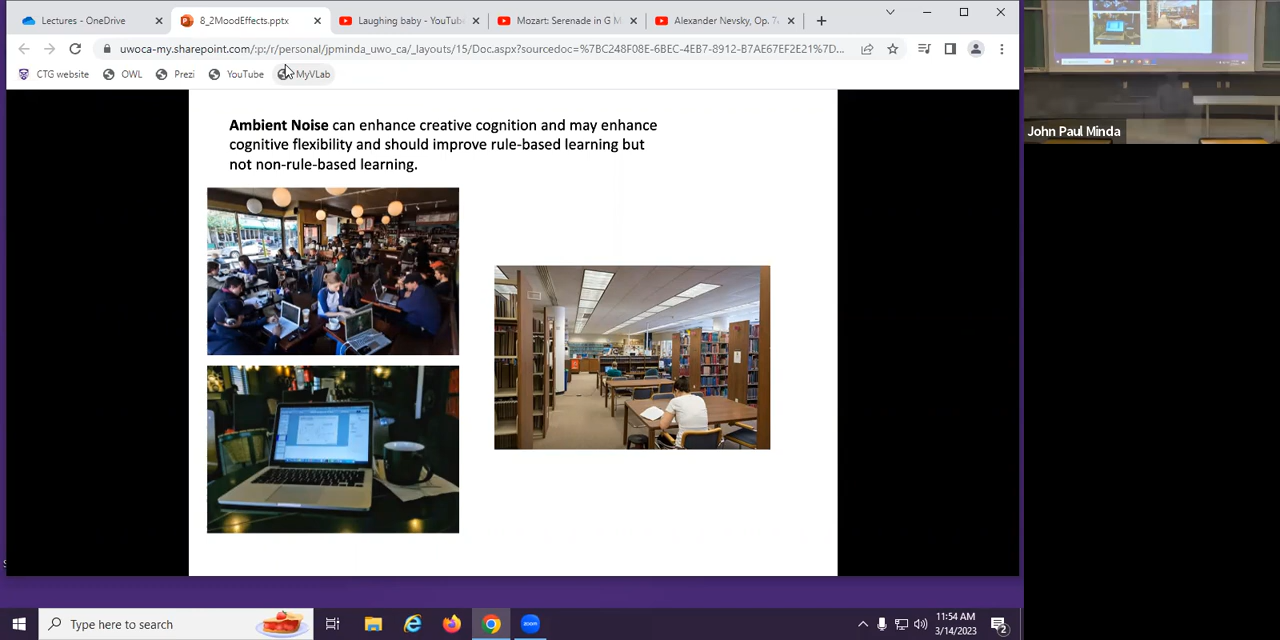 Lectures - OneDrive
8_2MoodEffects.pptx
Laughing baby - YouTu
Mozart: Serenade in G M
Alexander Nevsky, Op. 7
uwoca-my.sharepoint.com/:p:/r/personal/jpminda_uwo_ca/_layouts/15/Doc.aspx?sourcedoc=%7BC248F08E-6BEC-4EB7-8912-B7AE67EF2E21%7D...
CTG website
OWL
Prezi
YouTube
MyVLab
Ambient Noise can enhance creative cognition and may enhance
cognitive flexibility and should improve rule-based learning but
not non-rule-based learning.
John Paul Minda
Type here to search
zoom
11:54 AM
3/14/2023
2